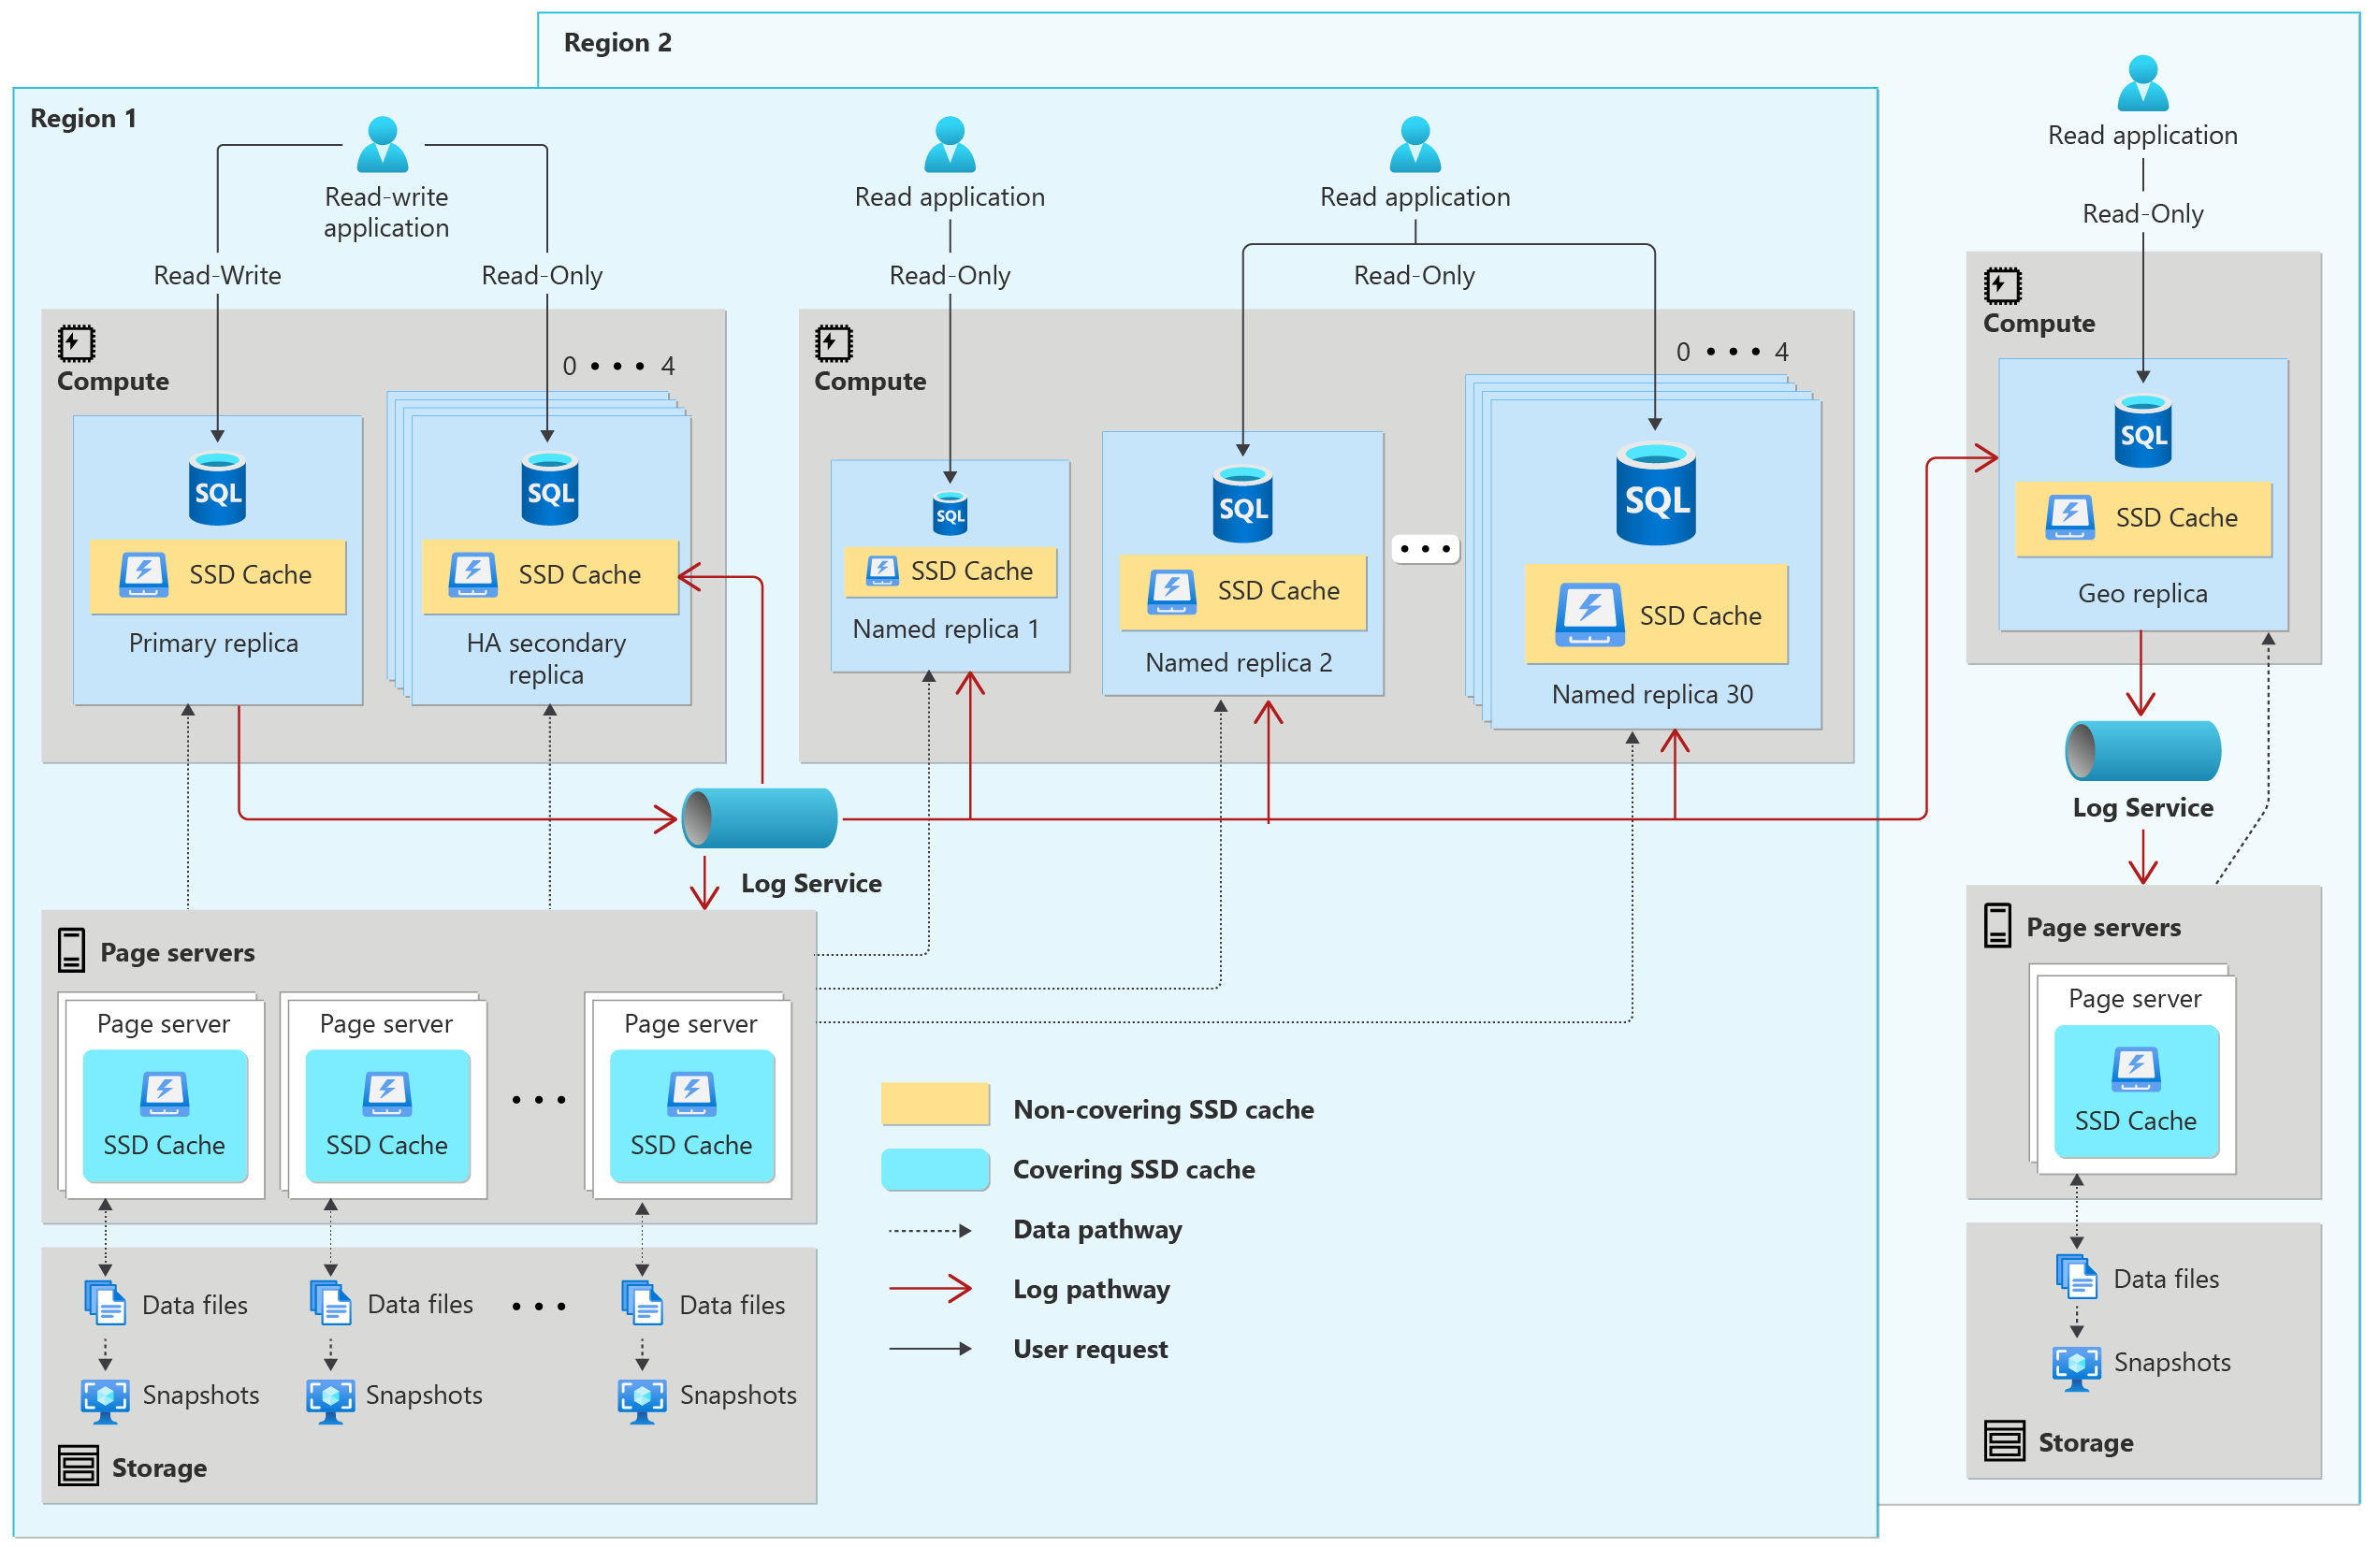 Region 2
Region 1
Read-write
application
Read application
Read application
Read application
Read-Write
Read-Only
Read-Only
Read-Only
Read-Only
Compute
0 • • • 4
SQL
SSD Cache
Primary replica
SQL
SSD Cache
HA secondary
replica
Compute
0 • • • 4
SQL
SSD Cache
Named replica 1
SQL
SSD Cache
Named replica 2
• • •
SQL
SSD Cache
Named replica 30
Compute
SQL
SSD Cache
Geo replica
Log Service
Log Service
Page servers
Page server
SSD Cache
Page server
SSD Cache
• • •
Page server
SSD Cache
Data files
Data files
• • •
Data files
Snapshots
Snapshots
Snapshots
Storage
Non-covering SSD cache
Covering SSD cache
Data pathway
Log pathway
User request
Page servers
Page server
SSD Cache
Data files
Snapshots
Storage